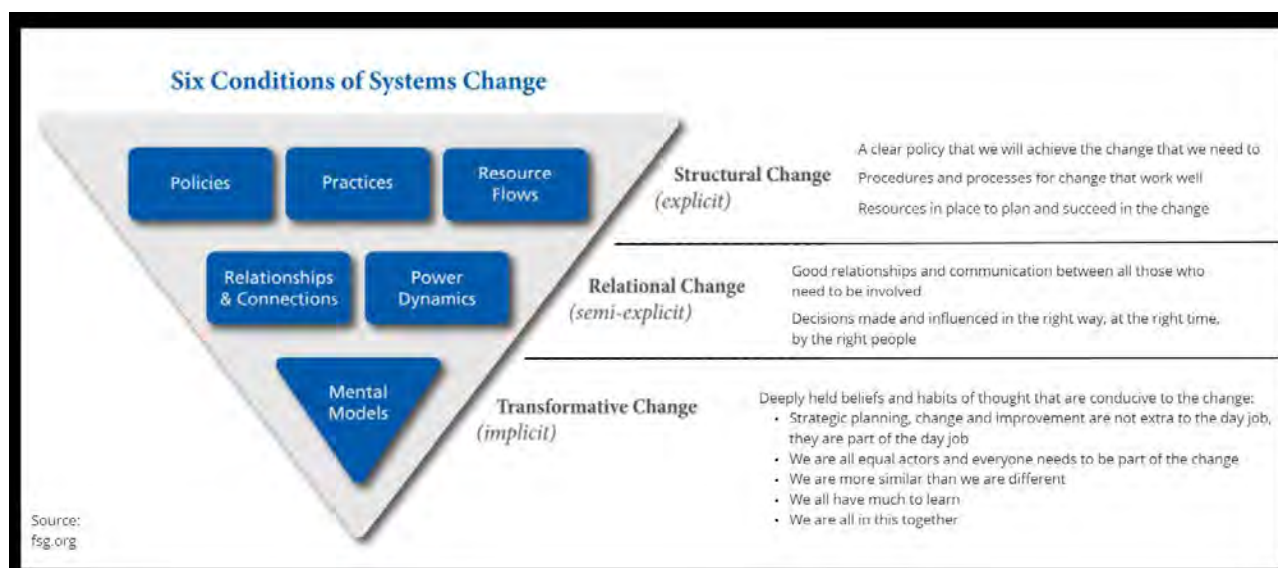 Six Conditions of Systems Change
Policies
Practices
Resource
Flows
Structural Change
(explicit)
A clear policy that we will achieve the change that we need to
Procedures and processes for change that work well
Resources in place to plan and succeed in the change
Relationships
& Connections
Power
Dynamics
Relational Change
(semi-explicit)
Good relationships and communication between all those who
need to be involved
Decisions made and influenced in the right way, at the right time,
by the right people
Mental
Models
Transformative Change
(implicit)
Deeply held beliefs and habits of thought that are conducive to the change:
• Strategic planning, change and improvement are not extra to the day job,
they are part of the day job
• We are all equal actors and everyone needs to be part of the change
• We are more similar than we are different
• We all have much to learn
• We are all in this together
Source:
fsg.org